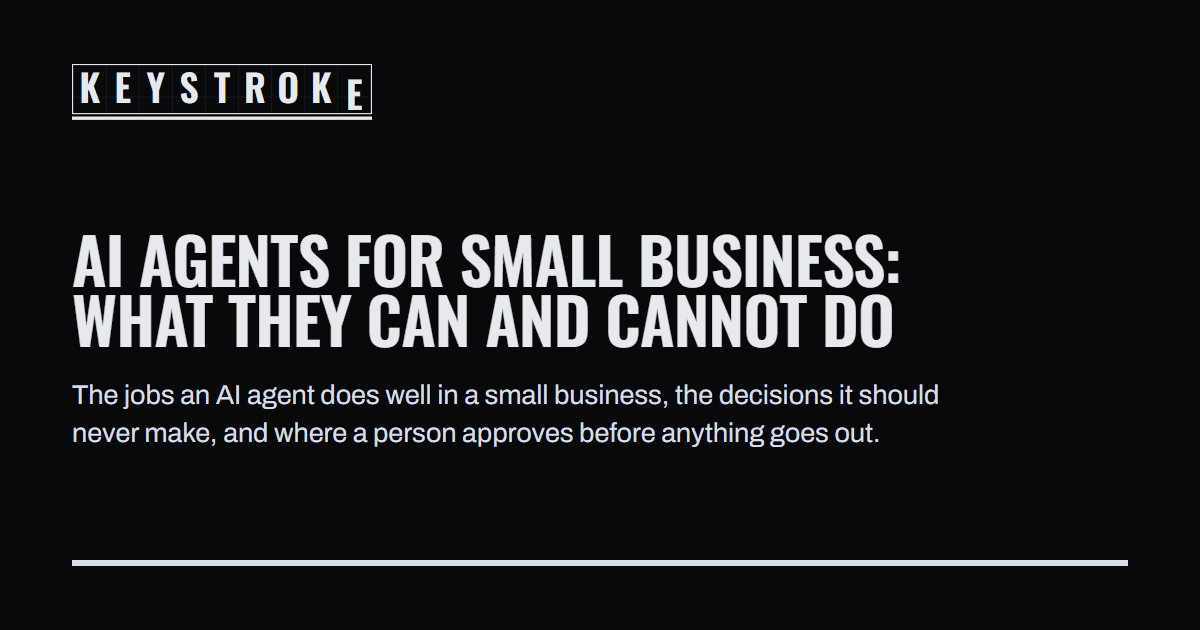 KEYSTROKE
AI AGENTS FOR SMALL BUSINESS:
WHAT THEY CAN AND CANNOT DO
The jobs an AI agent does well in a small business, the decisions it should
never make, and where a person approves before anything goes out.